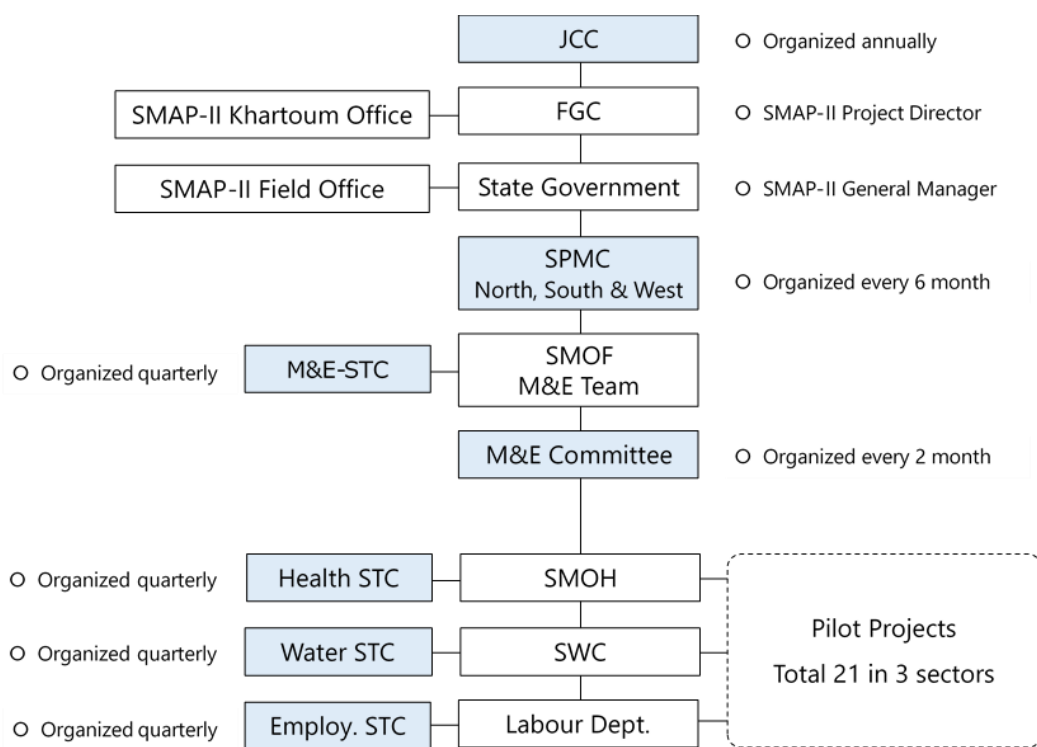 JCC
O Organized annually
SMAP-II Khartoum Office
FGC
O SMAP-II Project Director
SMAP-II Field Office
State Government
O SMAP-II General Manager
SPMC
North, South & West
O Organized every 6 month
O Organized quarterly
M&E-STC
SMOF
M&E Team
M&E Committee
O Organized every 2 month
O Organized quarterly
Health STC
SMOH
O Organized quarterly
Water STC
SWC
Pilot Projects
Total 21 in 3 sectors
O Organized quarterly
Employ. STC
Labour Dept.